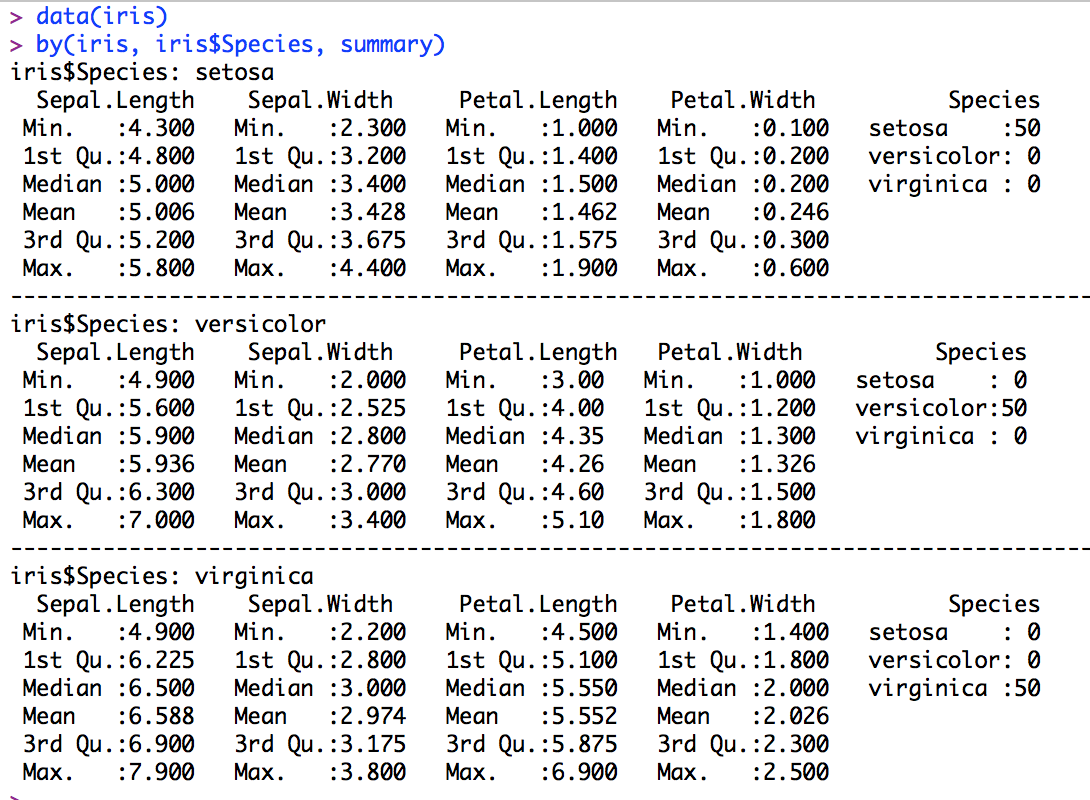 > data(iris)
> by(iris, iris$Species, summary)
iris$Species: setosa
  Sepal.Length    Sepal.Width     Petal.Length    Petal.Width          Species
 Min.   :4.300   Min.   :2.300   Min.   :1.000   Min.   :0.100   setosa    :50
 1st Qu.:4.800   1st Qu.:3.200   1st Qu.:1.400   1st Qu.:0.200   versicolor: 0
 Median :5.000   Median :3.400   Median :1.500   Median :0.200   virginica : 0
 Mean   :5.006   Mean   :3.428   Mean   :1.462   Mean   :0.246
 3rd Qu.:5.200   3rd Qu.:3.675   3rd Qu.:1.575   3rd Qu.:0.300
 Max.   :5.800   Max.   :4.400   Max.   :1.900   Max.   :0.600
----------------------------------------------------------------------------------
iris$Species: versicolor
  Sepal.Length    Sepal.Width     Petal.Length   Petal.Width          Species
 Min.   :4.900   Min.   :2.000   Min.   :3.00   Min.   :1.000   setosa    : 0
 1st Qu.:5.600   1st Qu.:2.525   1st Qu.:4.00   1st Qu.:1.200   versicolor:50
 Median :5.900   Median :2.800   Median :4.35   Median :1.300   virginica : 0
 Mean   :5.936   Mean   :2.770   Mean   :4.26   Mean   :1.326
 3rd Qu.:6.300   3rd Qu.:3.000   3rd Qu.:4.60   3rd Qu.:1.500
 Max.   :7.000   Max.   :3.400   Max.   :5.10   Max.   :1.800
----------------------------------------------------------------------------------
iris$Species: virginica
  Sepal.Length    Sepal.Width     Petal.Length    Petal.Width          Species
 Min.   :4.900   Min.   :2.200   Min.   :4.500   Min.   :1.400   setosa    : 0
 1st Qu.:6.225   1st Qu.:2.800   1st Qu.:5.100   1st Qu.:1.800   versicolor: 0
 Median :6.500   Median :3.000   Median :5.550   Median :2.000   virginica :50
 Mean   :6.588   Mean   :2.974   Mean   :5.552   Mean   :2.026
 3rd Qu.:6.900   3rd Qu.:3.175   3rd Qu.:5.875   3rd Qu.:2.300
 Max.   :7.900   Max.   :3.800   Max.   :6.900   Max.   :2.500
>